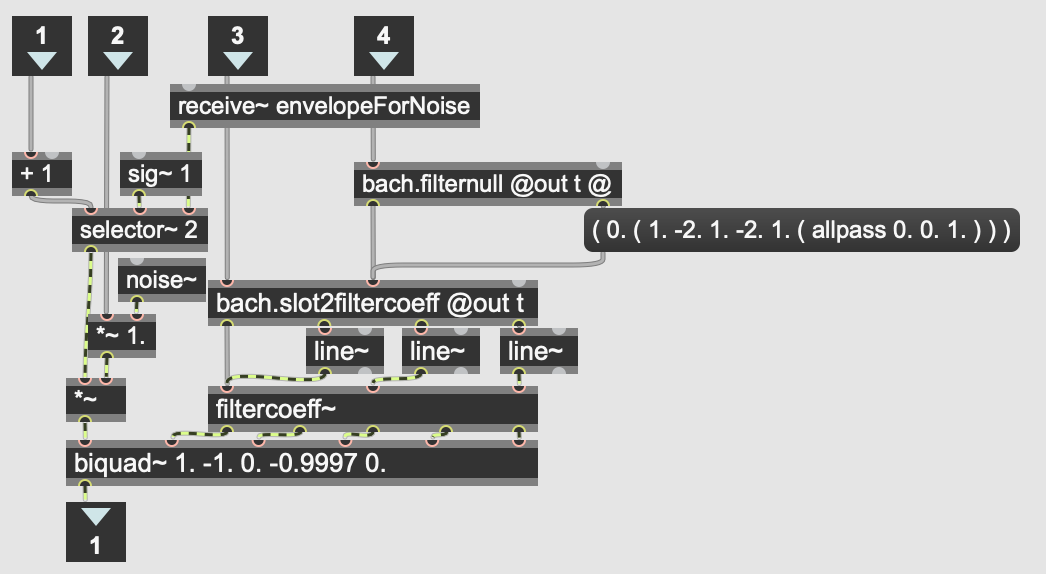 1
2
3
4
receive~ envelopeForNoise
+ 1
sig~ 1
bach.filternull @out t @
selector~ 2
( 0. ( 1. -2. 1. -2. 1. ( allpass 0. 0. 1. ) ) )
noise~
bach.slot2filtercoeff @out t
*~ 1.
line~
line~
line~
*~
filtercoeff~
biquad~ 1. -1. 0. -0.9997 0.
1